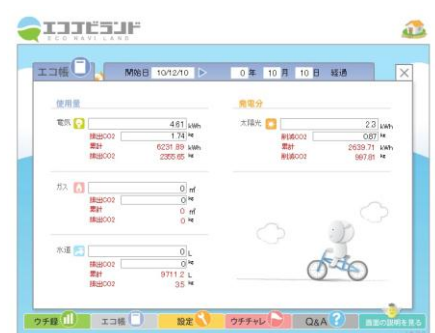 エコナビランド
ECO NAVI LAND
エコ帳
開始日 10/12/10 0 年 10 月 10 日 経過
使用量
電気 4.61 kWh
排出CO2 1.74 kg
累計 6231.89 kWh
排出CO2 2355.65 kg
ガス 0 ㎥
排出CO2 0 kg
累計 0 ㎥
排出CO2 0 kg
水道 0 L
排出CO2 0 kg
累計 9711.2 L
排出CO2 3.5 kg
発電分
太陽光 2.3 kWh
削減CO2 0.87 kg
累計 2639.71 kWh
削減CO2 997.81 kg
ウチ録
エコ帳
設定
ウチチャレ
Q&A
画面の説明を見る